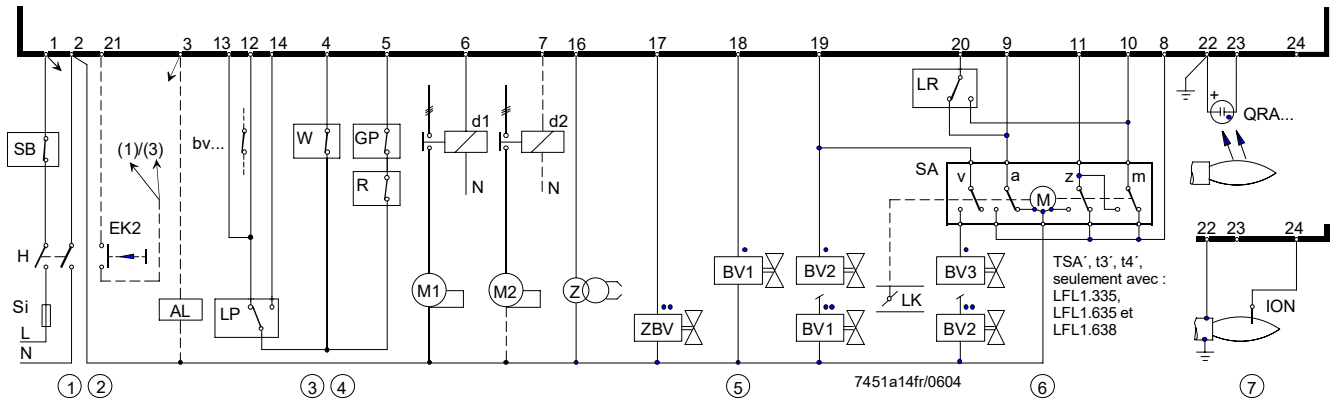 1 2 21 3 13 12 14 4 5 6 7 16 17 18 19 20 9 11 10 8 22 23 24
LR
+
QRA...
d1 d2
SB (1)/(3) bv... W GP
N N
R
SA v a z m
M
EK2
H
22 23 24
BV1 BV2 BV3
TSA´, t3´, t4´,
seulement avec :
LFL1.335,
LFL1.635 et
LFL1.638
M1 M2 Z
Si
AL LP
LK
ION
L
ZBV BV1 BV2
N
1 2 3 4 5 7451a14fr/0604 6 7